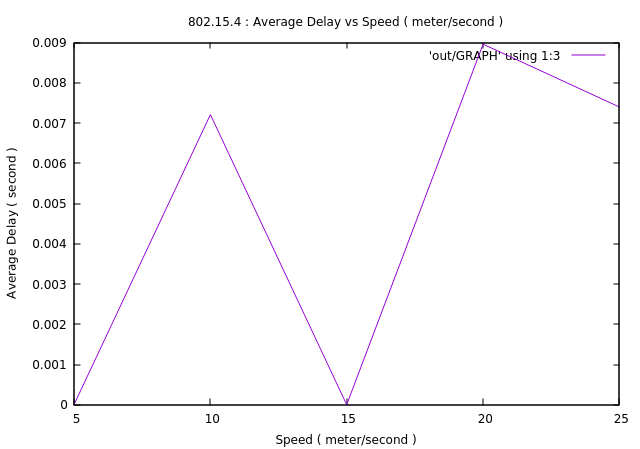 802.15.4 : Average Delay vs Speed ( meter/second )
'out/GRAPH' using 1:3
Average Delay ( second )
0.009
0.008
0.007
0.006
0.005
0.004
0.003
0.002
0.001
0
5 10 15 20 25
Speed ( meter/second )